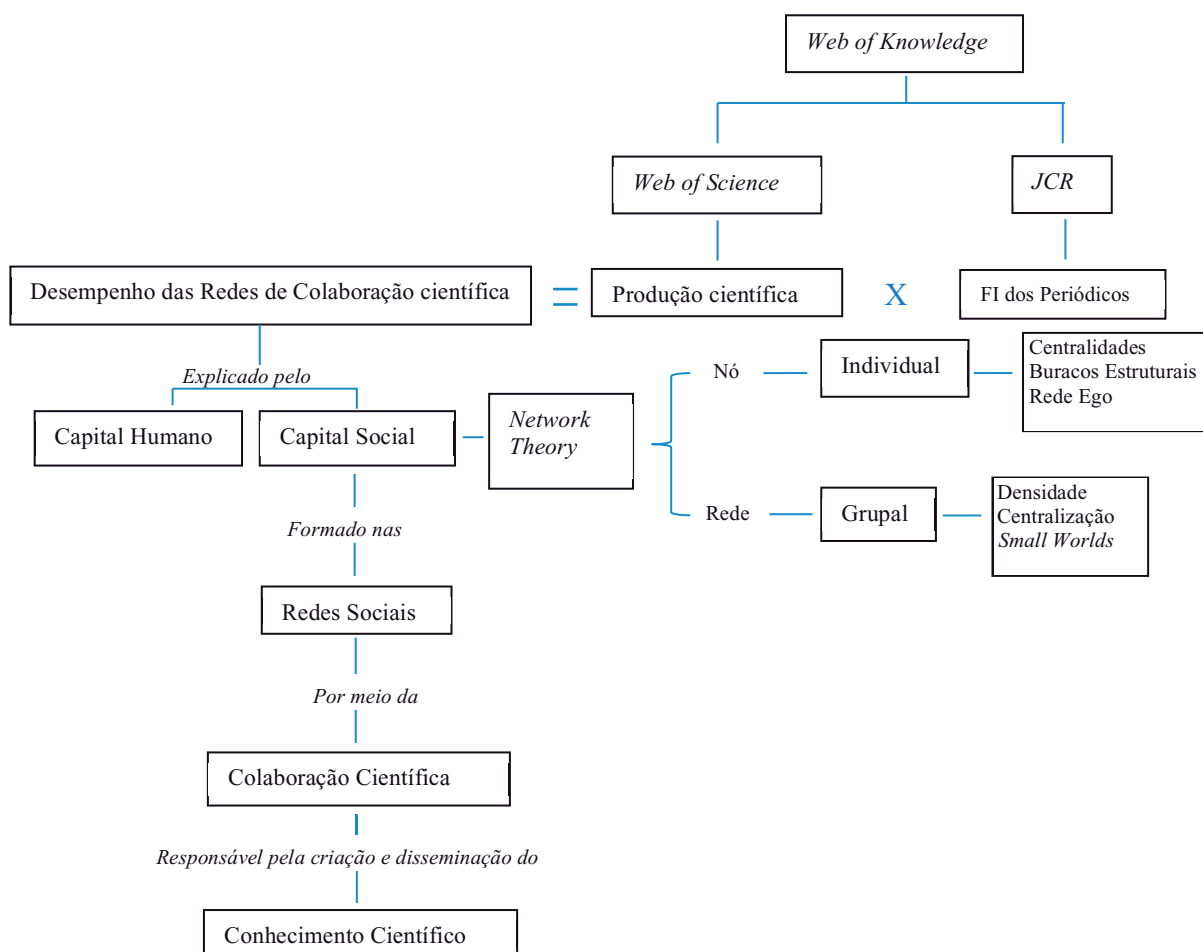 Web of Knowledge
Web of Science
JCR
Desempenho das Redes de Colaboração científica
=
Produção científica
X
FI dos Periódicos
Explicado pelo
Capital Humano
Capital Social
Network
Theory
Nó
Individual
Centralidades
Buracos Estruturais
Rede Ego
Rede
Grupal
Densidade
Centralização
Small Worlds
Formado nas
Redes Sociais
Por meio da
Colaboração Científica
Responsável pela criação e disseminação do
Conhecimento Científico